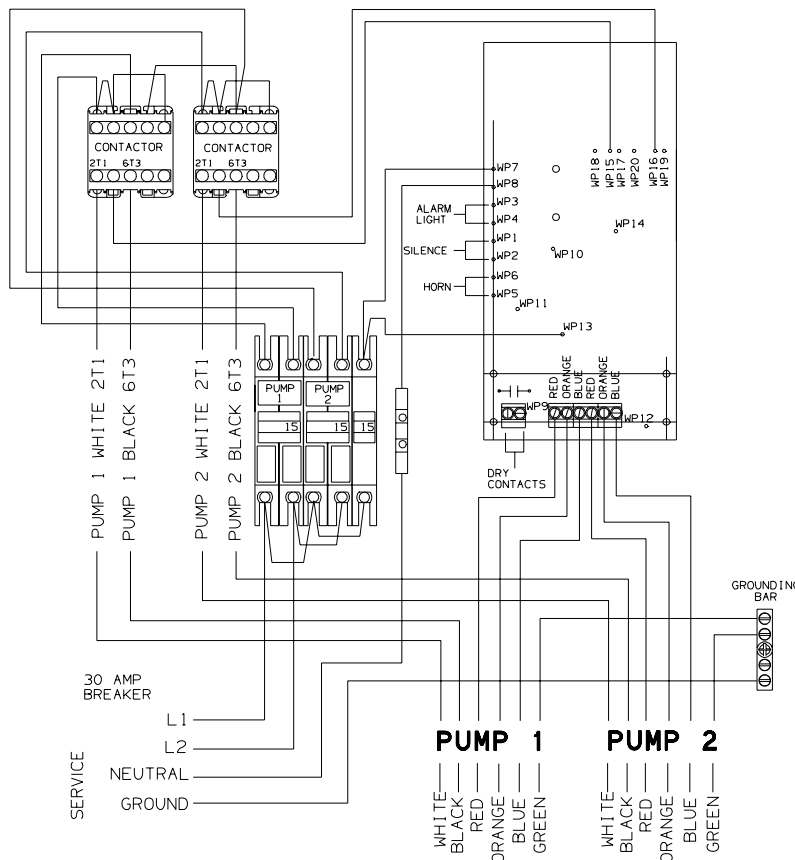 CONTACTOR
2T1 6T3
CONTACTOR
2T1 6T3
WP7
WP8
WP3
WP4
WP1
WP2
WP6
WP5
ALARM
LIGHT
SILENCE
HORN
WP18
WP15
WP17
WP20
WP16
WP19
WP14
WP10
WP11
WP13
RED
ORANGE
BLUE
RED
ORANGE
BLUE
WP9
WP12
DRY
CONTACTS
PUMP
1
PUMP
2
15
15
15
PUMP 1 WHITE 2T1
PUMP 1 BLACK 6T3
PUMP 2 WHITE 2T1
PUMP 2 BLACK 6T3
GROUNDING
BAR
30 AMP
BREAKER
SERVICE
L1
L2
NEUTRAL
GROUND
PUMP 1
WHITE
BLACK
RED
ORANGE
BLUE
GREEN
PUMP 2
WHITE
BLACK
RED
ORANGE
BLUE
GREEN